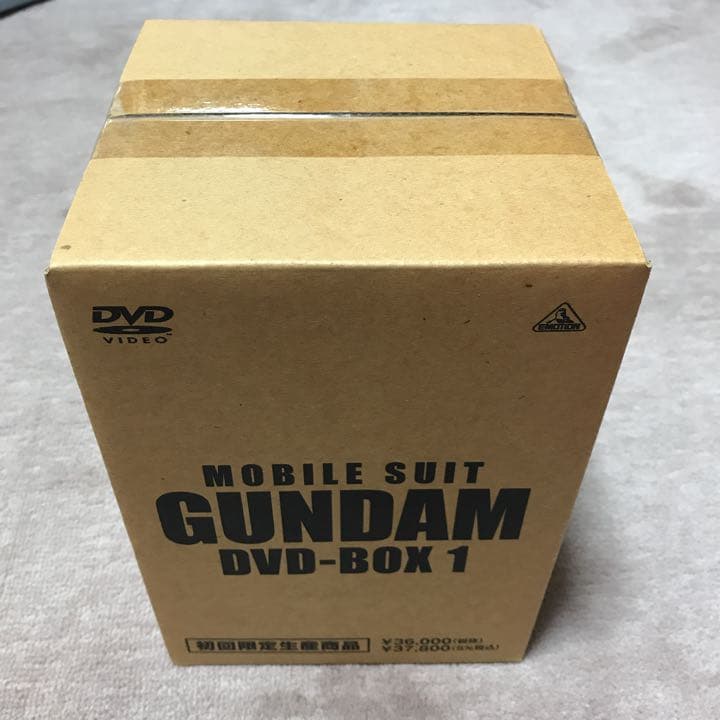 DVD
VIDEO™
EMOTION
MOBILE SUIT
GUNDAM
DVD-BOX 1
初回限定生産商品
¥36,000(税抜)
¥37,800(5%税込)